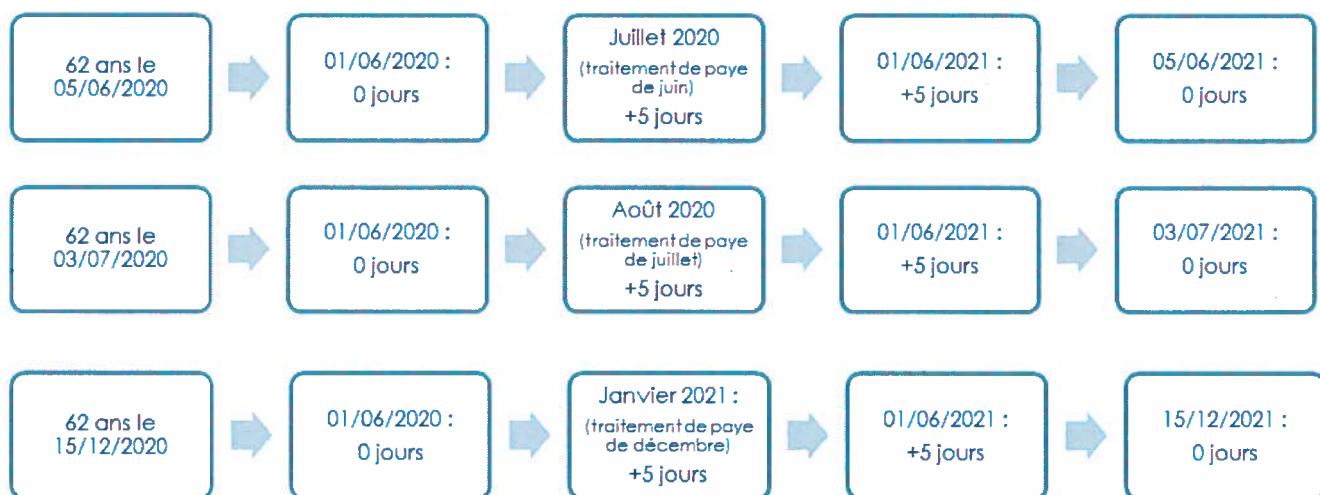 62 ans le
05/06/2020
01/06/2020 :
0 jours
Juillet 2020
(traitement de paye
de juin)
+5 jours
01/06/2021 :
+5 jours
05/06/2021 :
0 jours
62 ans le
03/07/2020
01/06/2020 :
0 jours
Août 2020
(traitement de paye
de juillet)
+5 jours
01/06/2021 :
+5 jours
03/07/2021 :
0 jours
62 ans le
15/12/2020
01/06/2020 :
0 jours
Janvier 2021 :
(traitement de paye
de décembre)
+5 jours
01/06/2021 :
+5 jours
15/12/2021 :
0 jours